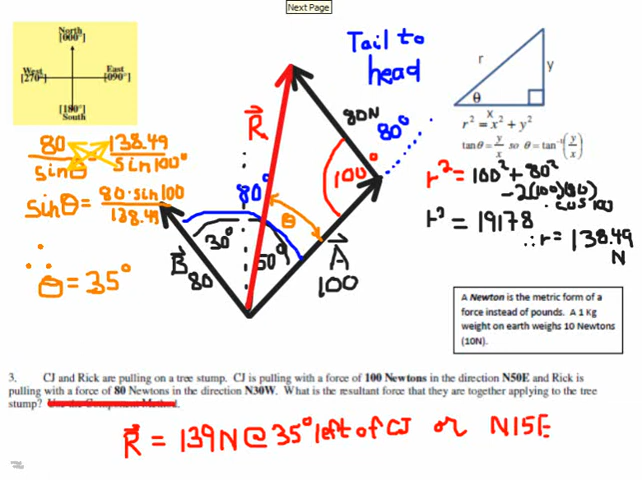 Next Page
North
[000°]
West
[270°]
East
[090°]
[180°]
South
Tail to
head
r
y
θ
x
r² = x² + y²
tanθ = y/x so θ = tan⁻¹(y/x)
80/sinθ = 138.49/sin100°
sinθ = 80·sin100/138.49
∴ θ = 35°
R
80N
80°
80°
100°
θ
30°
50°
B
80
A
100
r² = 100² + 80²
-2(100)(80)
· cos 100
r² = 19178
∴ r = 138.49
N
A Newton is the metric form of a
force instead of pounds. A 1 Kg
weight on earth weighs 10 Newtons
(10N).
3. CJ and Rick are pulling on a tree stump. CJ is pulling with a force of 100 Newtons in the direction N50E and Rick is
pulling with a force of 80 Newtons in the direction N30W. What is the resultant force that they are together applying to the tree
stump? Use the Component Method.
R = 139N @ 35° left of CJ or N15E